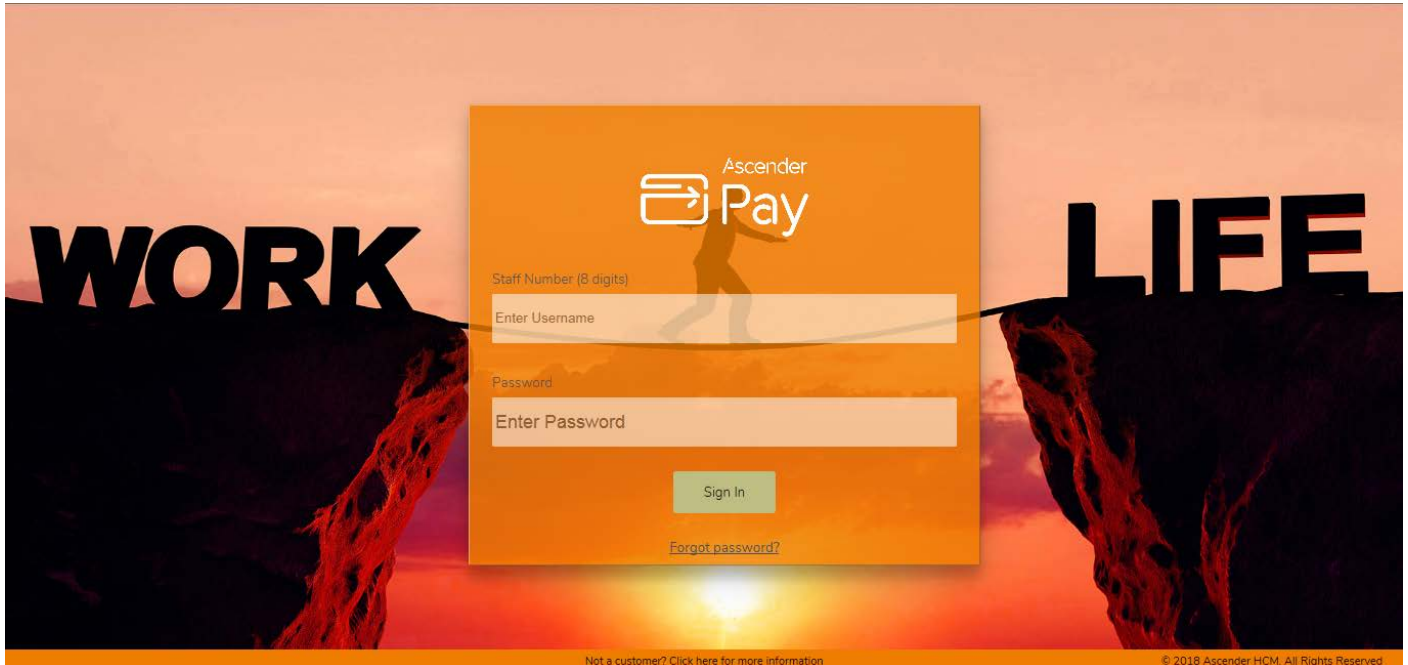 Ascender
Pay
WORK
LIFE
Staff Number (8 digits)
Enter Username
Password
Enter Password
Sign In
Forgot password?
Not a customer? Click here for more information
© 2018 Ascender HCM. All Rights Reserved